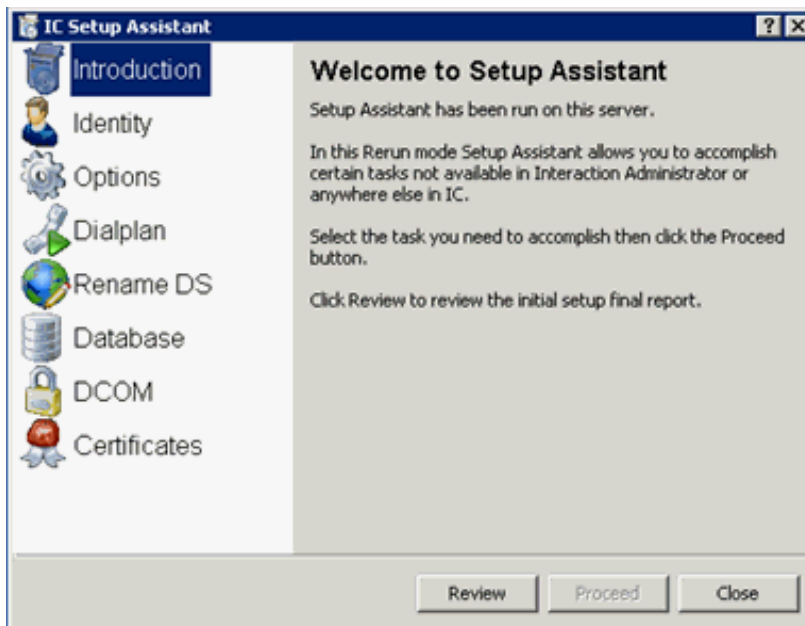 IC Setup Assistant
Introduction
Identity
Options
Dialplan
Rename DS
Database
DCOM
Certificates
Welcome to Setup Assistant
Setup Assistant has been run on this server.
In this Rerun mode Setup Assistant allows you to accomplish
certain tasks not available in Interaction Administrator or
anywhere else in IC.
Select the task you need to accomplish then click the Proceed
button.
Click Review to review the initial setup final report.
Review
Proceed
Close